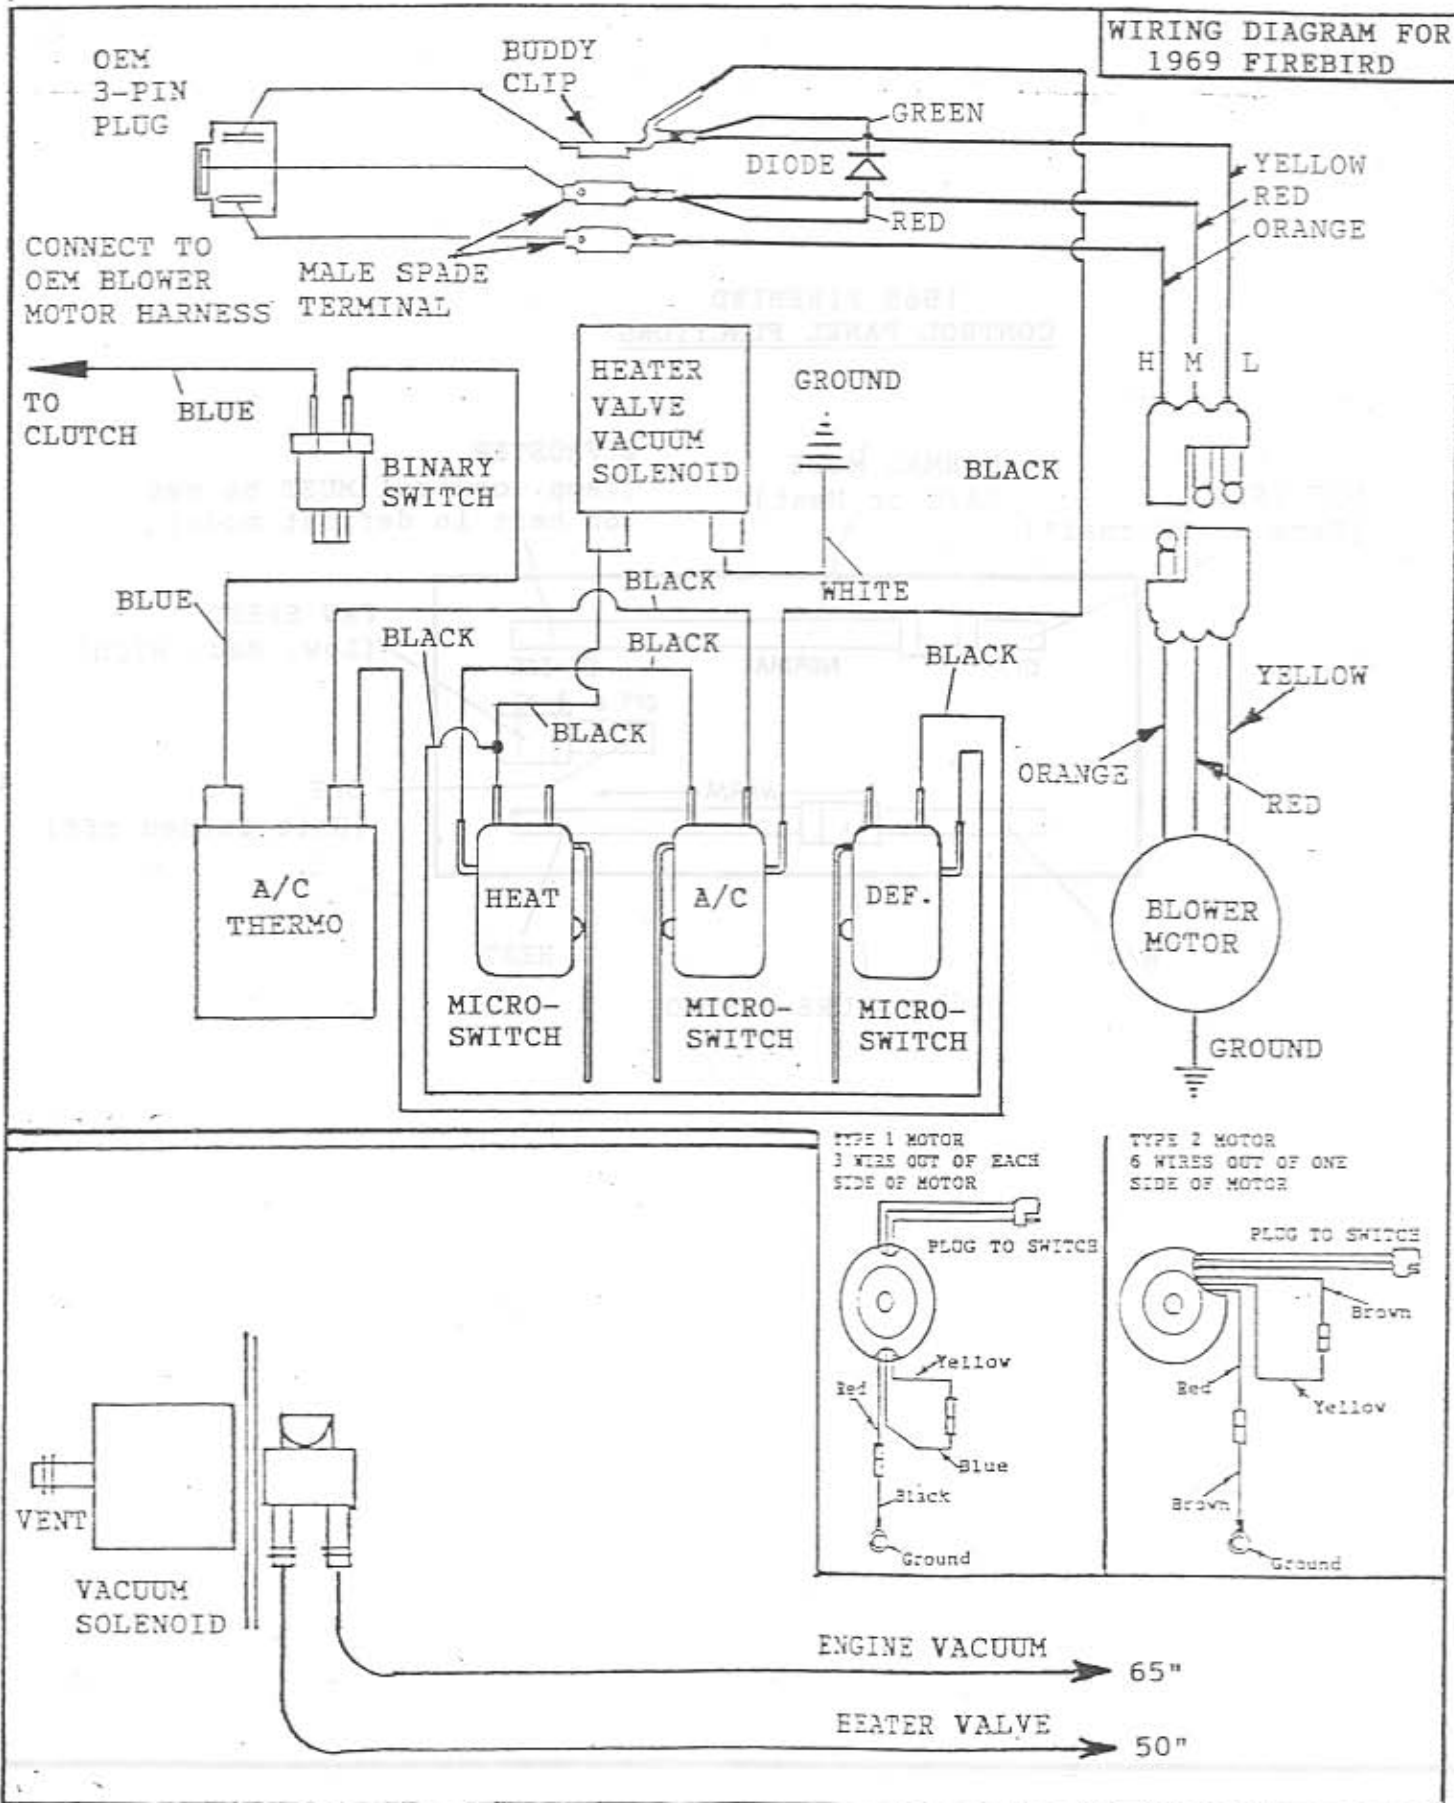 WIRING DIAGRAM FOR
1969 FIREBIRD
OEM
3-PIN
PLUG
BUDDY
CLIP
GREEN
DIODE
RED
YELLOW
RED
ORANGE
CONNECT TO
OEM BLOWER
MOTOR HARNESS
MALE SPADE
TERMINAL
H M L
TO
CLUTCH
BLUE
BINARY
SWITCH
HEATER
VALVE
VACUUM
SOLENOID
GROUND
BLACK
WHITE
BLUE
BLACK
BLACK
BLACK
BLACK
BLACK
YELLOW
ORANGE
RED
A/C
THERMO
HEAT
A/C
DEF.
MICRO-
SWITCH
MICRO-
SWITCH
MICRO-
SWITCH
BLOWER
MOTOR
GROUND
TYPE 1 MOTOR
3 WIRE OUT OF EACH
SIDE OF MOTOR
PLUG TO SWITCH
Yellow
Red
Blue
Black
Ground
TYPE 2 MOTOR
6 WIRES OUT OF ONE
SIDE OF MOTOR
PLUG TO SWITCH
Brown
Red
Yellow
Brown
Ground
VENT
VACUUM
SOLENOID
ENGINE VACUUM
65"
HEATER VALVE
50"